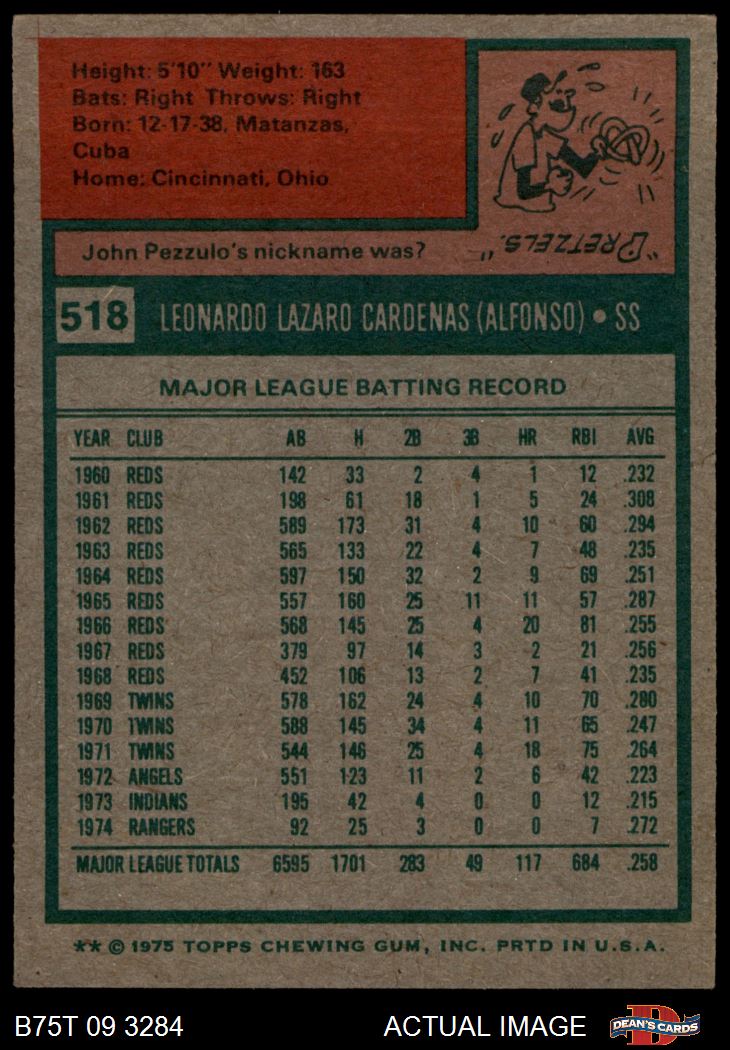 Height: 5'10" Weight: 163
Bats: Right Throws: Right
Born: 12-17-38, Matanzas,
Cuba
Home: Cincinnati, Ohio
John Pezzulo's nickname was?
"PRETZELS."
518 LEONARDO LAZARO CARDENAS (ALFONSO) • SS
MAJOR LEAGUE BATTING RECORD
YEAR CLUB AB H 2B 3B HR RBI AVG
1960 REDS 142 33 2 4 1 12 .232
1961 REDS 198 61 18 1 5 24 .308
1962 REDS 589 173 31 4 10 60 .294
1963 REDS 565 133 22 4 7 48 .235
1964 REDS 597 150 32 2 9 69 .251
1965 REDS 557 160 25 11 11 57 .287
1966 REDS 568 145 25 4 20 81 .255
1967 REDS 379 97 14 3 2 21 .256
1968 REDS 452 106 13 2 7 41 .235
1969 TWINS 578 162 24 4 10 70 .280
1970 TWINS 588 145 34 4 11 65 .247
1971 TWINS 544 146 25 4 18 75 .264
1972 ANGELS 551 123 11 2 6 42 .223
1973 INDIANS 195 42 4 0 0 12 .215
1974 RANGERS 92 25 3 0 0 7 .272
MAJOR LEAGUE TOTALS 6595 1701 283 49 117 684 .258
** © 1975 TOPPS CHEWING GUM, INC. PRTD IN U.S.A.
B75T 09 3284 ACTUAL IMAGE D DEAN'S CARDS